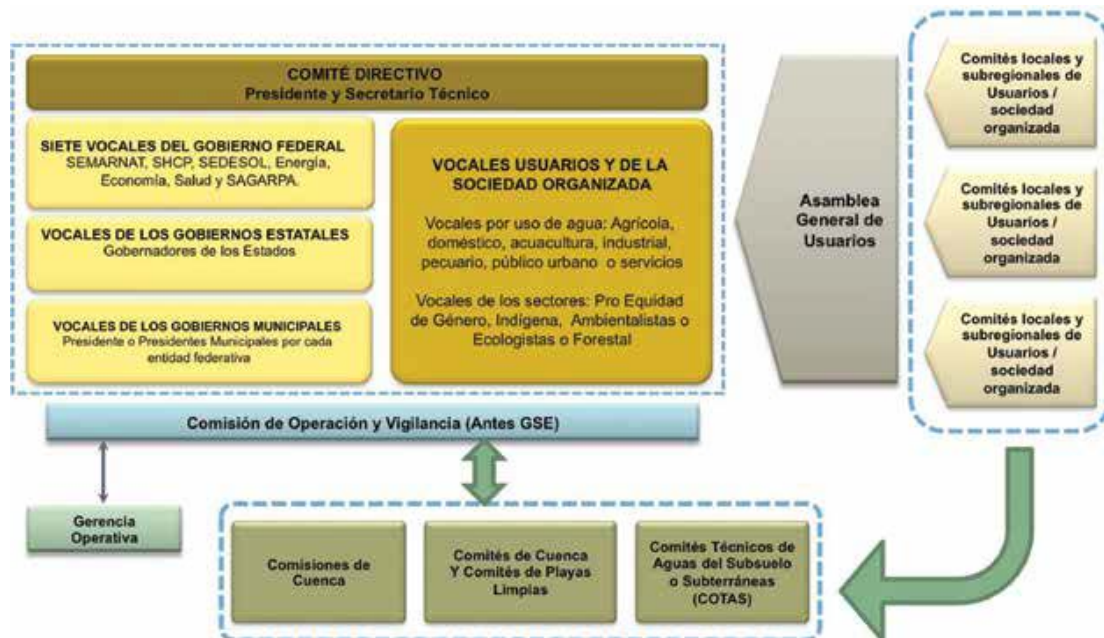 COMITÉ DIRECTIVO
Presidente y Secretario Técnico
SIETE VOCALES DEL GOBIERNO FEDERAL
SEMARNAT, SHCP, SEDESOL, Energía,
Economía, Salud y SAGARPA.
VOCALES DE LOS GOBIERNOS ESTATALES
Gobernadores de los Estados
VOCALES DE LOS GOBIERNOS MUNICIPALES
Presidente o Presidentes Municipales por cada
entidad federativa
VOCALES USUARIOS Y DE LA
SOCIEDAD ORGANIZADA
Vocales por uso de agua: Agrícola,
doméstico, acuacultura, industrial,
pecuario, público urbano o servicios
Vocales de los sectores: Pro Equidad
de Género, Indígena, Ambientalistas o
Ecologistas o Forestal
Asamblea
General de
Usuarios
Comités locales y
subregionales de
Usuarios /
sociedad
organizada
Comités locales y
subregionales de
Usuarios /
sociedad
organizada
Comités locales y
subregionales de
Usuarios /
sociedad
organizada
Comisión de Operación y Vigilancia (Antes GSE)
Gerencia
Operativa
Comisiones de
Cuenca
Comités de Cuenca
Y Comités de Playas
Limpias
Comités Técnicos de
Aguas del Subsuelo
o Subterráneas
(COTAS)